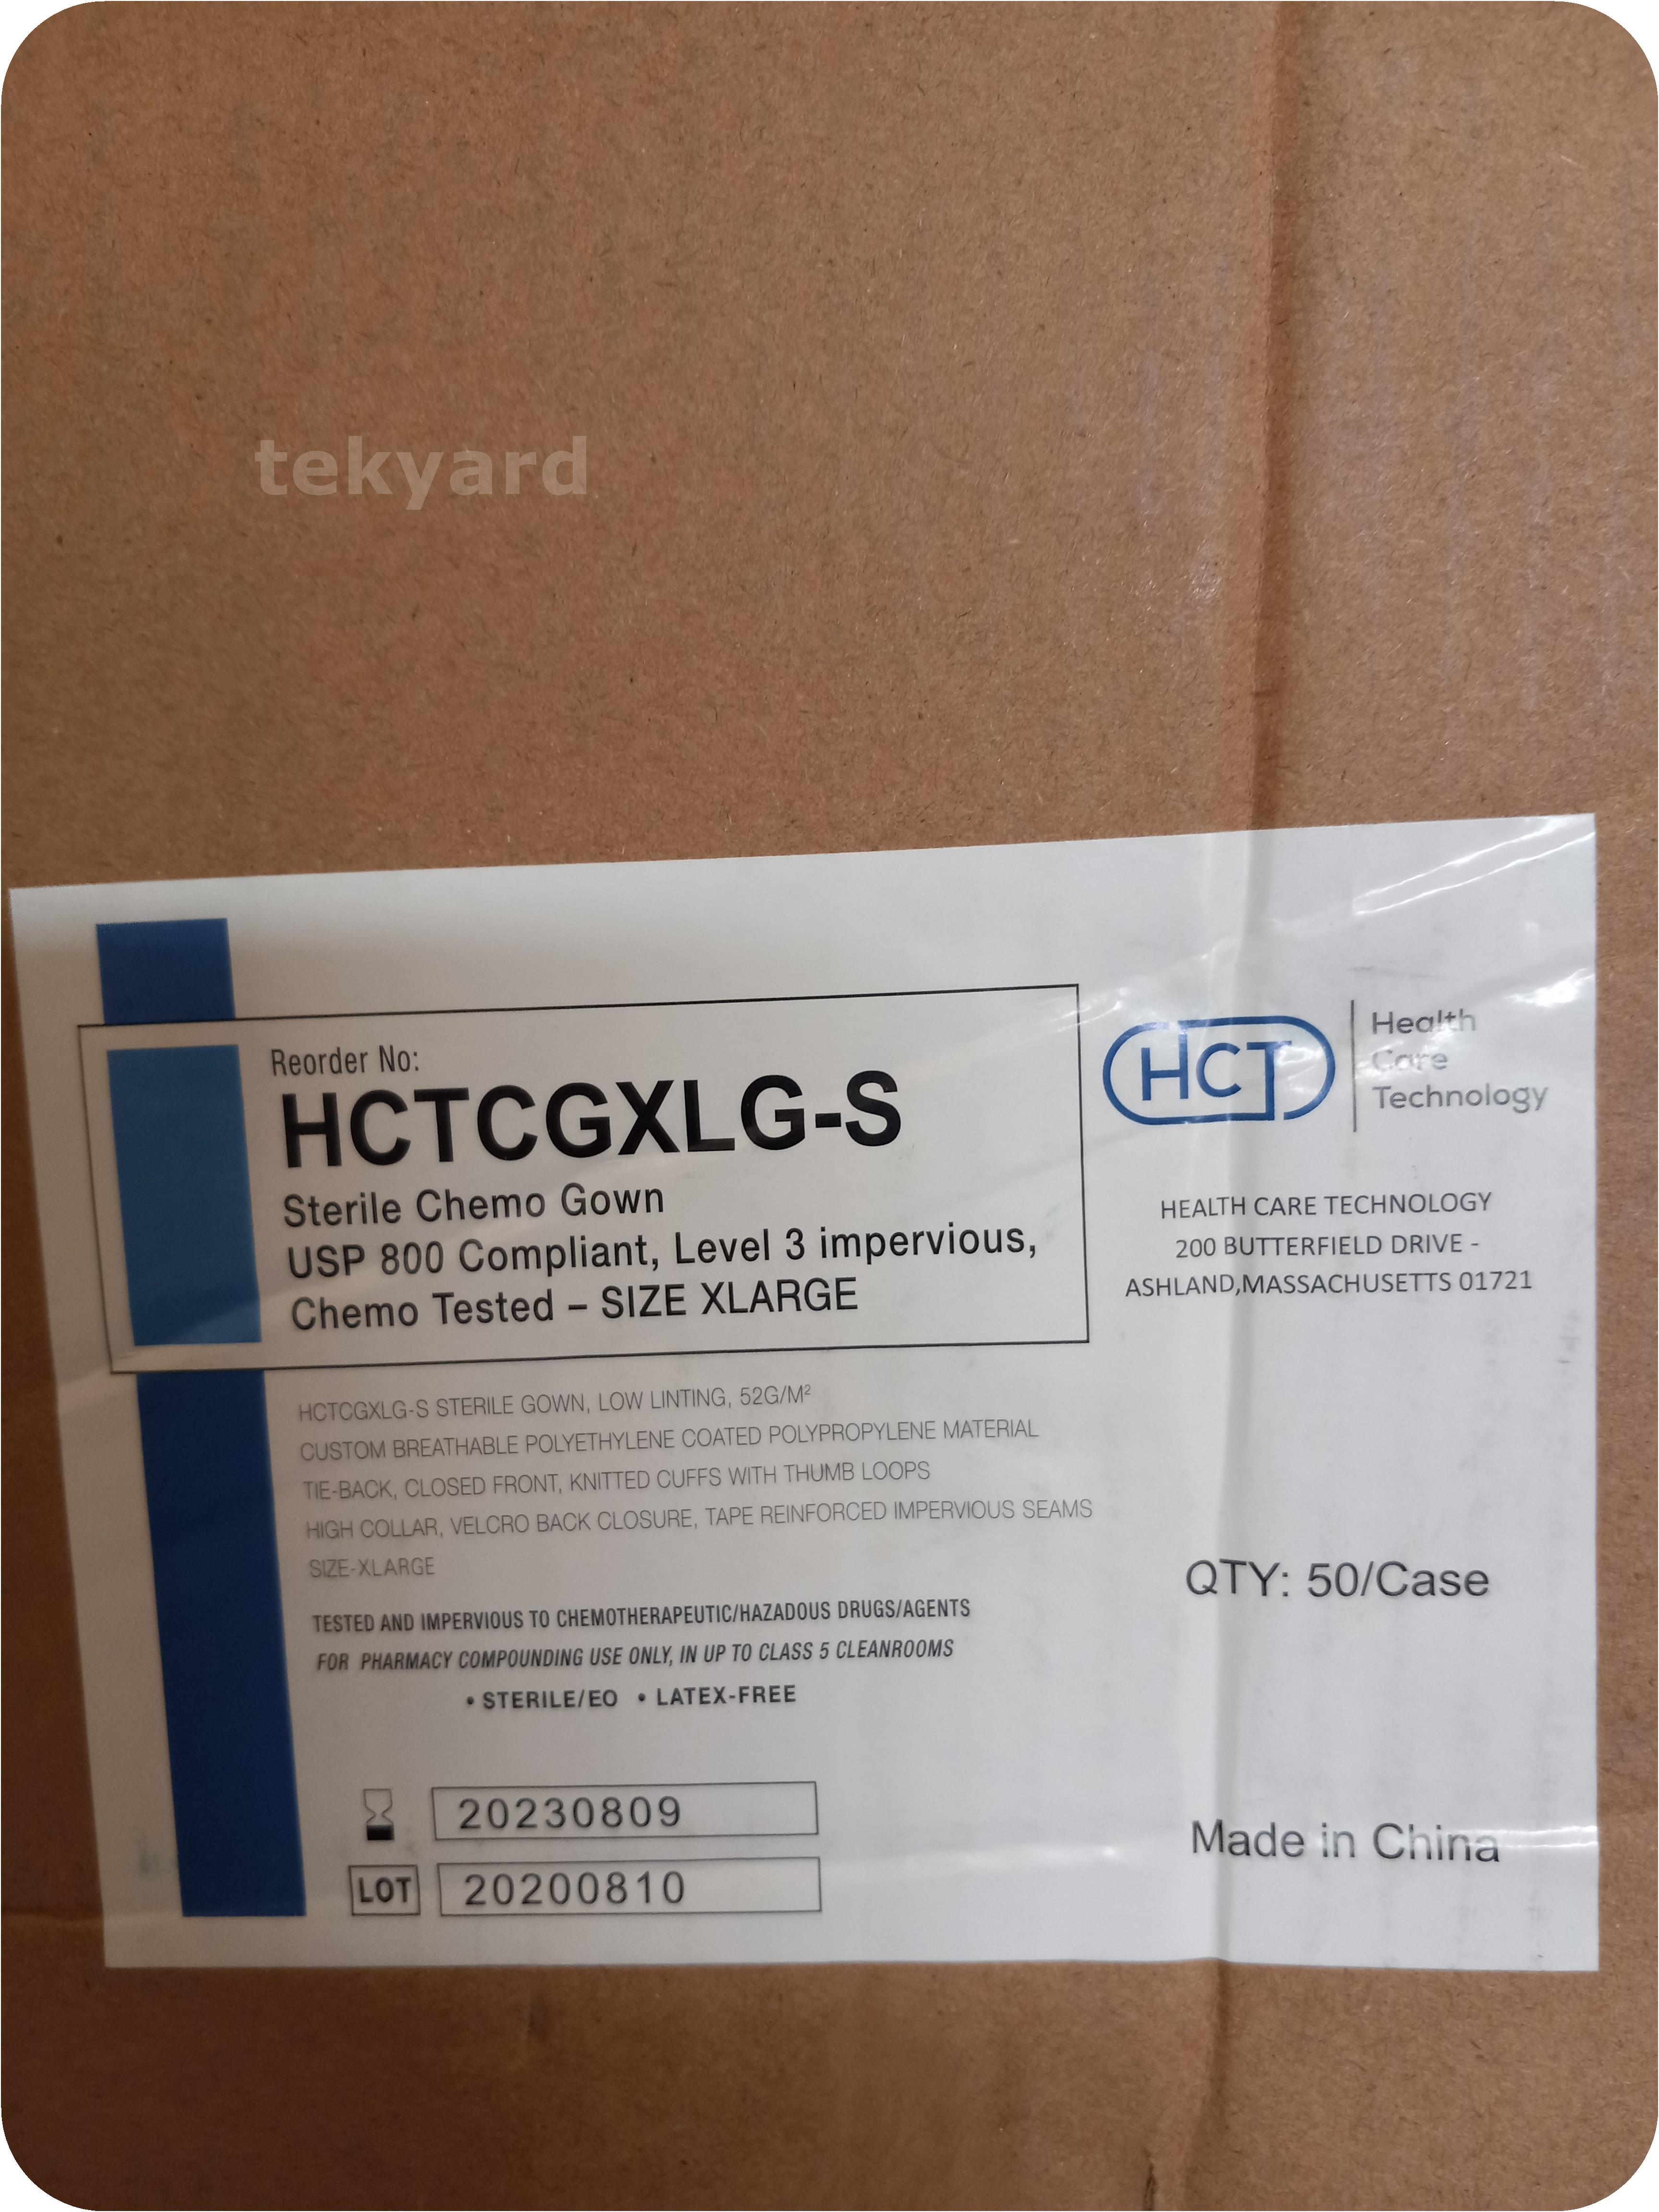 tekyard
Reorder No:
HCTCGXLG-S
Sterile Chemo Gown
USP 800 Compliant, Level 3 impervious,
Chemo Tested – SIZE XLARGE
HCT
Health
Care
Technology
HEALTH CARE TECHNOLOGY
200 BUTTERFIELD DRIVE -
ASHLAND,MASSACHUSETTS 01721
HCTCGXLG-S STERILE GOWN, LOW LINTING, 52G/M²
CUSTOM BREATHABLE POLYETHYLENE COATED POLYPROPYLENE MATERIAL
TIE-BACK, CLOSED FRONT, KNITTED CUFFS WITH THUMB LOOPS
HIGH COLLAR, VELCRO BACK CLOSURE, TAPE REINFORCED IMPERVIOUS SEAMS
SIZE-XLARGE
TESTED AND IMPERVIOUS TO CHEMOTHERAPEUTIC/HAZADOUS DRUGS/AGENTS
FOR PHARMACY COMPOUNDING USE ONLY, IN UP TO CLASS 5 CLEANROOMS
• STERILE/EO • LATEX-FREE
QTY: 50/Case
20230809
LOT 20200810
Made in China